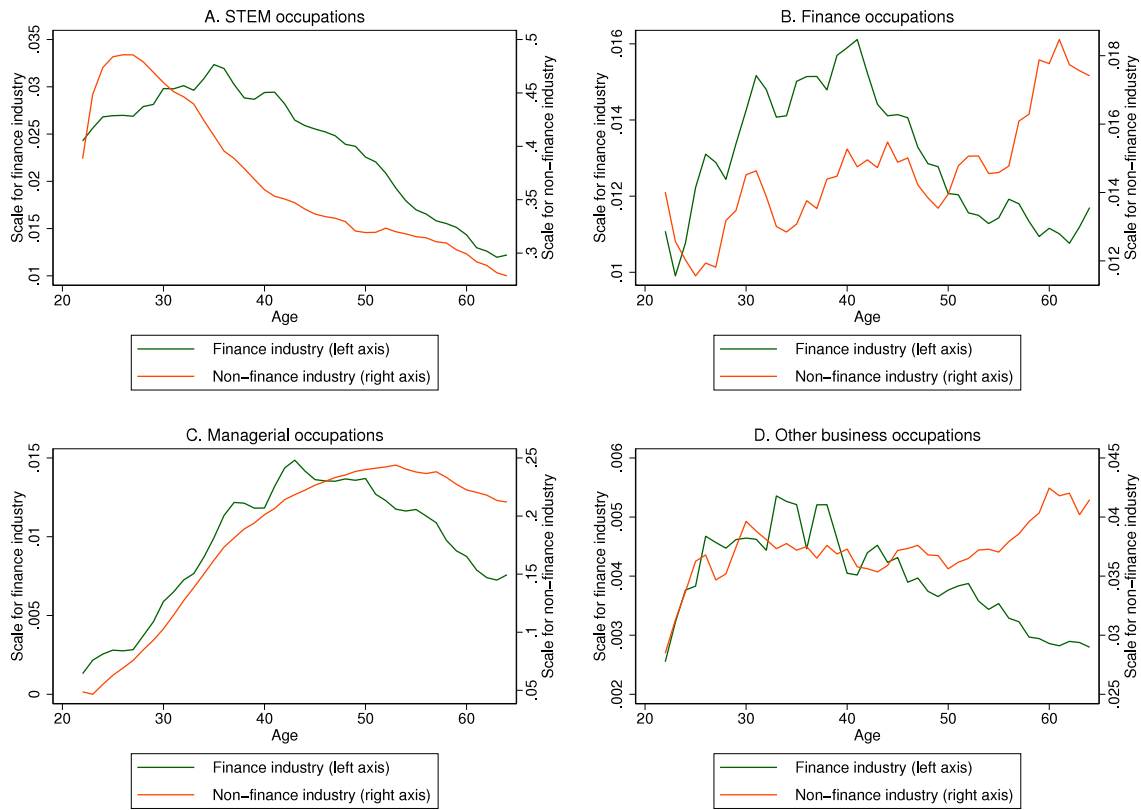 A. STEM occupations
Scale for finance industry
.01 .015 .02 .025 .03 .035
Scale for non−finance industry
.3 .35 .4 .45 .5
20 30 40 50 60
Age
Finance industry (left axis)
Non−finance industry (right axis)
B. Finance occupations
Scale for finance industry
.01 .012 .014 .016
Scale for non−finance industry
.012 .014 .016 .018
20 30 40 50 60
Age
Finance industry (left axis)
Non−finance industry (right axis)
C. Managerial occupations
Scale for finance industry
0 .005 .01 .015
Scale for non−finance industry
.05 .1 .15 .2 .25
20 30 40 50 60
Age
Finance industry (left axis)
Non−finance industry (right axis)
D. Other business occupations
Scale for finance industry
.002 .003 .004 .005 .006
Scale for non−finance industry
.025 .03 .035 .04 .045
20 30 40 50 60
Age
Finance industry (left axis)
Non−finance industry (right axis)